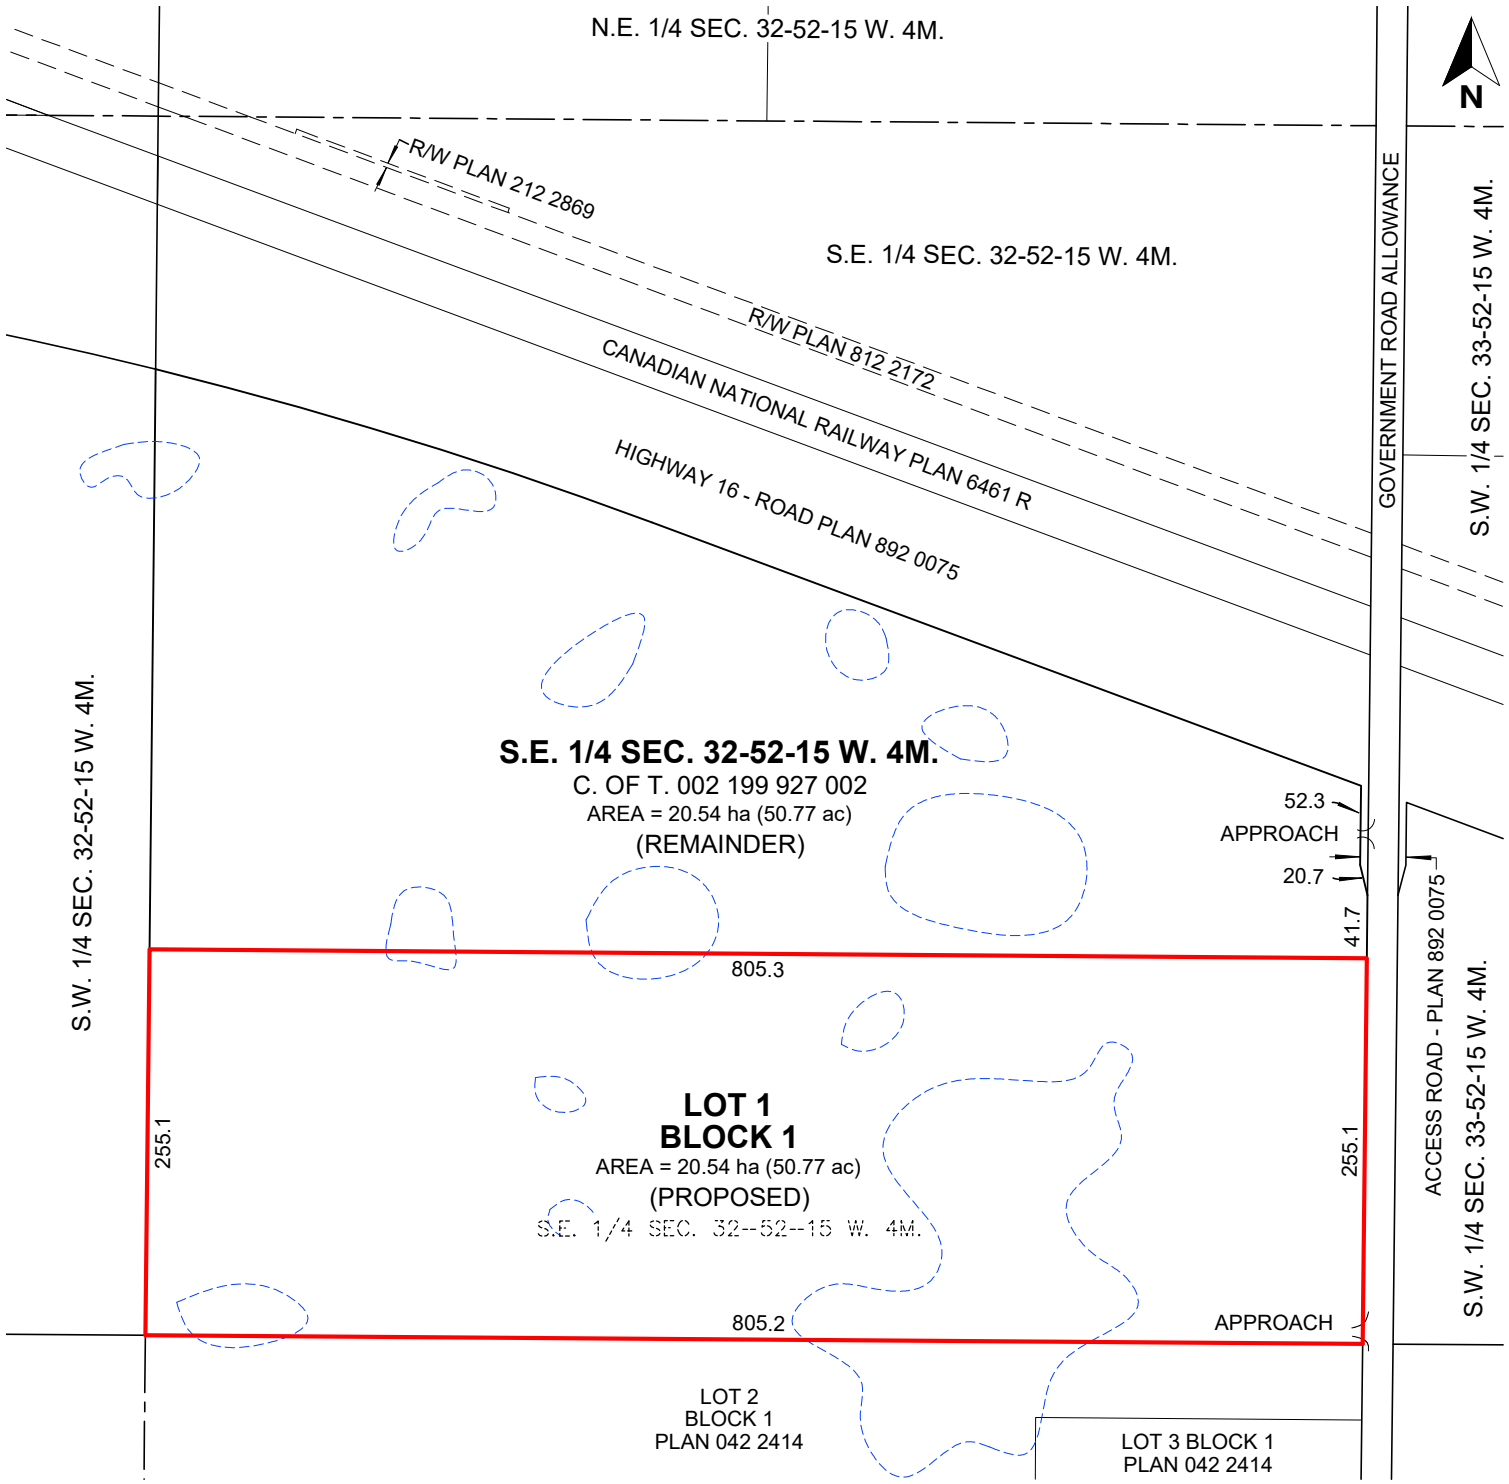 N.E. 1/4 SEC. 32-52-15 W. 4M.
N
R/W PLAN 212 2869
S.E. 1/4 SEC. 32-52-15 W. 4M.
GOVERNMENT ROAD ALLOWANCE
S.W. 1/4 SEC. 33-52-15 W. 4M.
R/W PLAN 812 2172
CANADIAN NATIONAL RAILWAY PLAN 6461 R
HIGHWAY 16 - ROAD PLAN 892 0075
S.W. 1/4 SEC. 32-52-15 W. 4M.
S.E. 1/4 SEC. 32-52-15 W. 4M.
C. OF T. 002 199 927 002
AREA = 20.54 ha (50.77 ac)
(REMAINDER)
52.3
APPROACH
20.7
41.7
ACCESS ROAD - PLAN 892 0075
S.W. 1/4 SEC. 33-52-15 W. 4M.
805.3
255.1
LOT 1
BLOCK 1
AREA = 20.54 ha (50.77 ac)
(PROPOSED)
S.E. 1/4 SEC. 32--52--15 W. 4M.
255.1
805.2
APPROACH
LOT 2
BLOCK 1
PLAN 042 2414
LOT 3 BLOCK 1
PLAN 042 2414